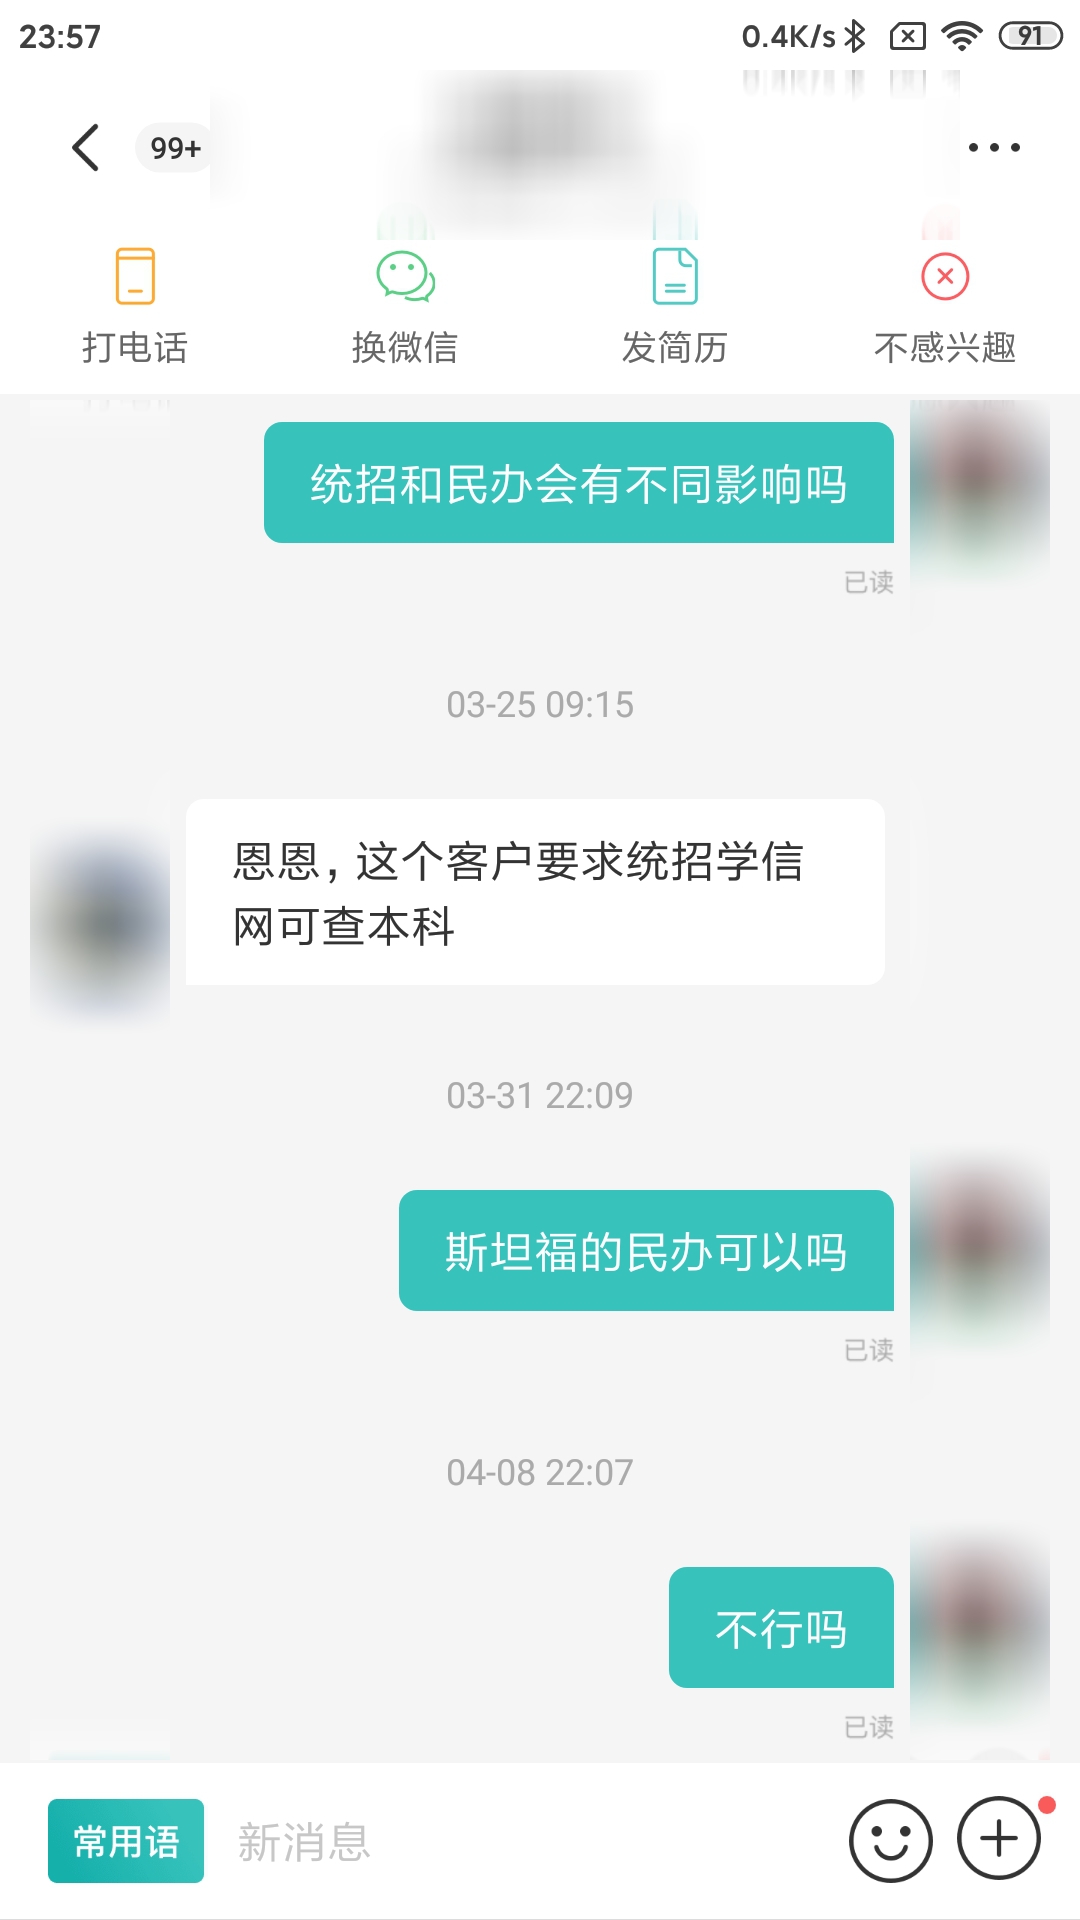 23:57
0.4K/s
91
99+
打电话
换微信
发简历
不感兴趣
统招和民办会有不同影响吗
已读
03-25 09:15
恩恩，这个客户要求统招学信
网可查本科
03-31 22:09
斯坦福的民办可以吗
已读
04-08 22:07
不行吗
已读
常用语
新消息